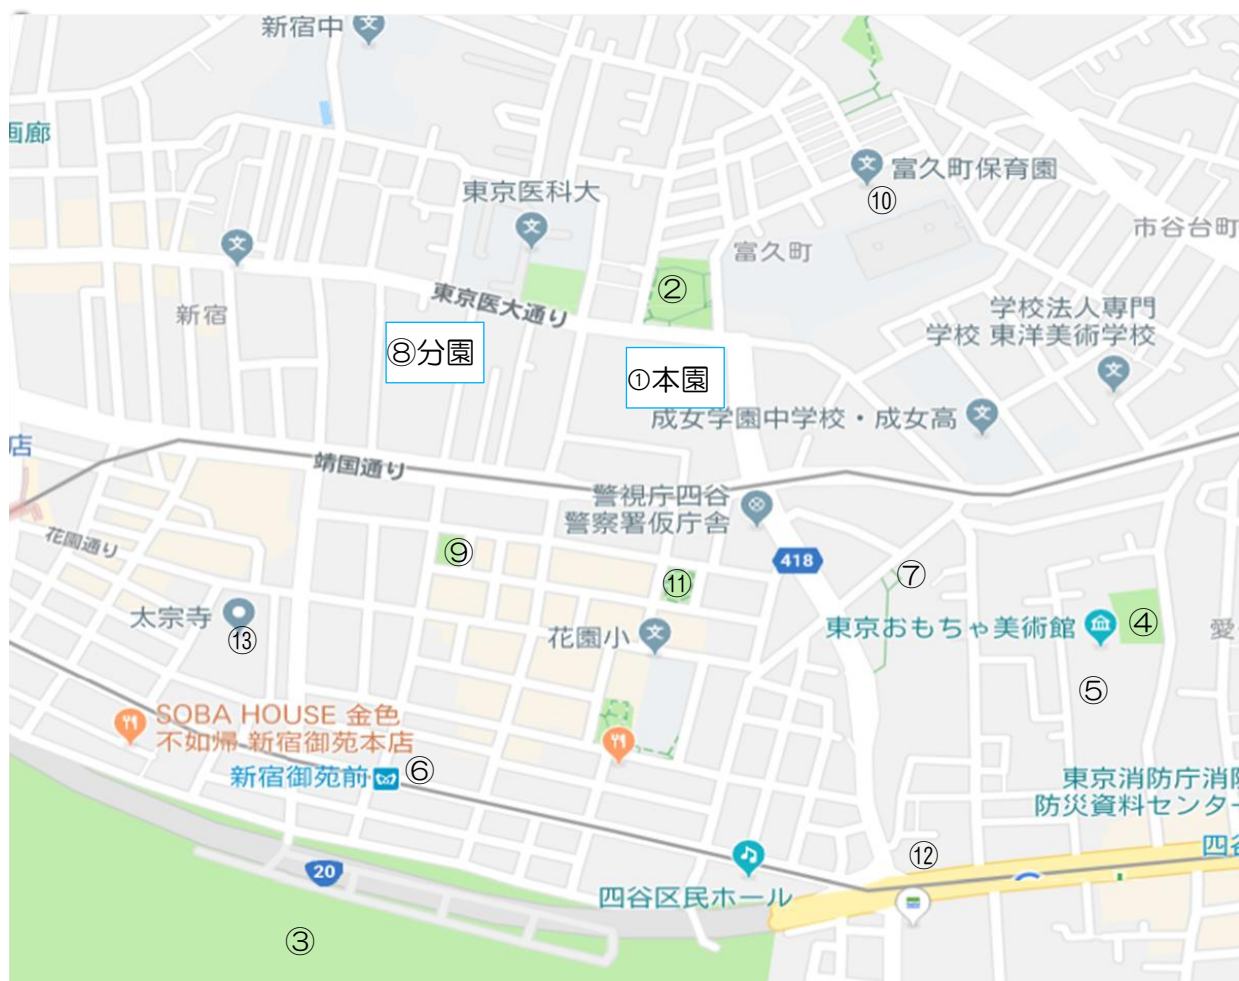 新宿中
画廊
富久町保育園
⑩
東京医科大
市谷台町
富久町
②
新宿
東京医大通り
学校法人専門
学校 東洋美術学校
⑧分園
①本園
成女学園中学校・成女高
店
靖国通り
警視庁四谷
警察署仮庁舎
花園通り
⑨
418
⑪
⑦
太宗寺
⑬
花園小
東京おもちゃ美術館
④
愛
⑤
SOBA HOUSE 金色
不如帰 新宿御苑本店
新宿御苑前
⑥
東京消防庁消防
防災資料センター
四谷
⑫
20
四谷区民ホール
③